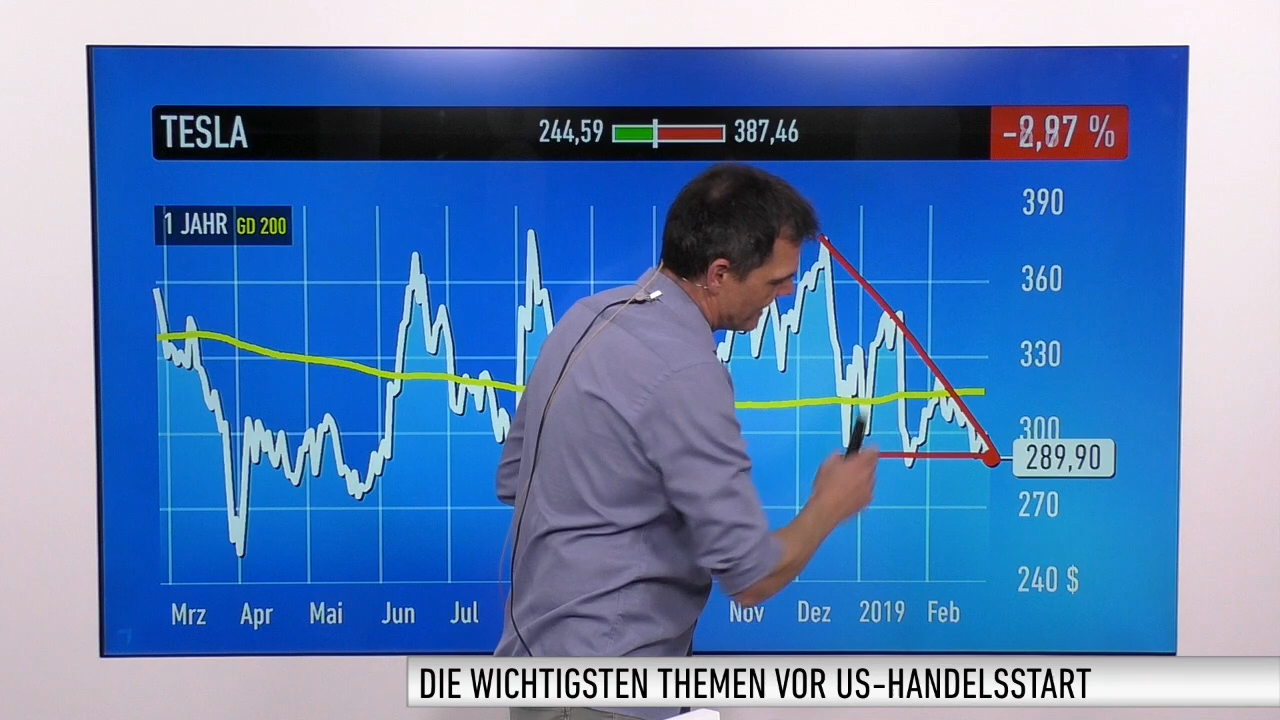 TESLA 244,59 387,46
1 JAHR GD 200
390
360
330
300
289,90
270
240 $
Mrz Apr Mai Jun Jul Nov Dez 2019 Feb
DIE WICHTIGSTEN THEMEN VOR US-HANDELSSTART